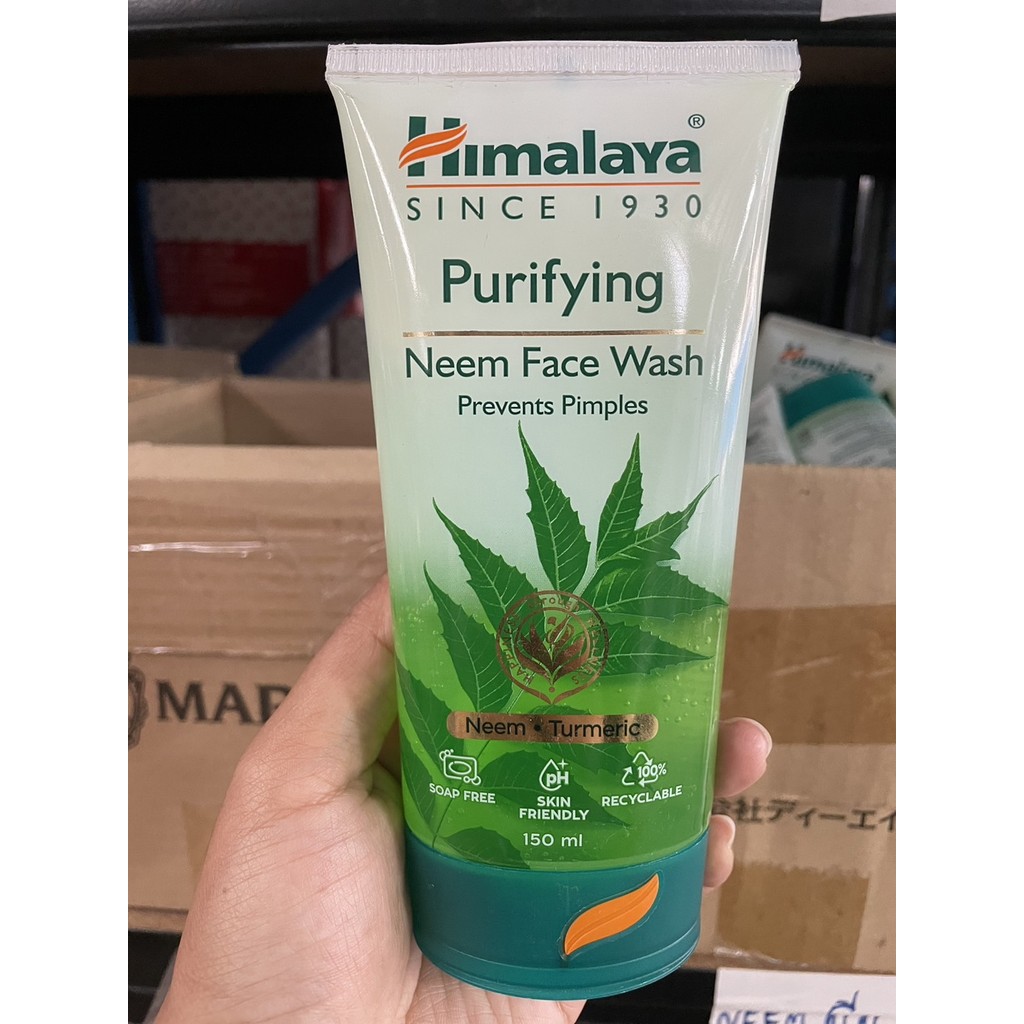 Himalaya®
SINCE 1930
Purifying
Neem Face Wash
Prevents Pimples
Neem • Turmeric
SOAP FREE
pH
SKIN
FRIENDLY
100%
RECYCLABLE
150 ml
Himalaya
MAR
会社ディーエイ
NEEM